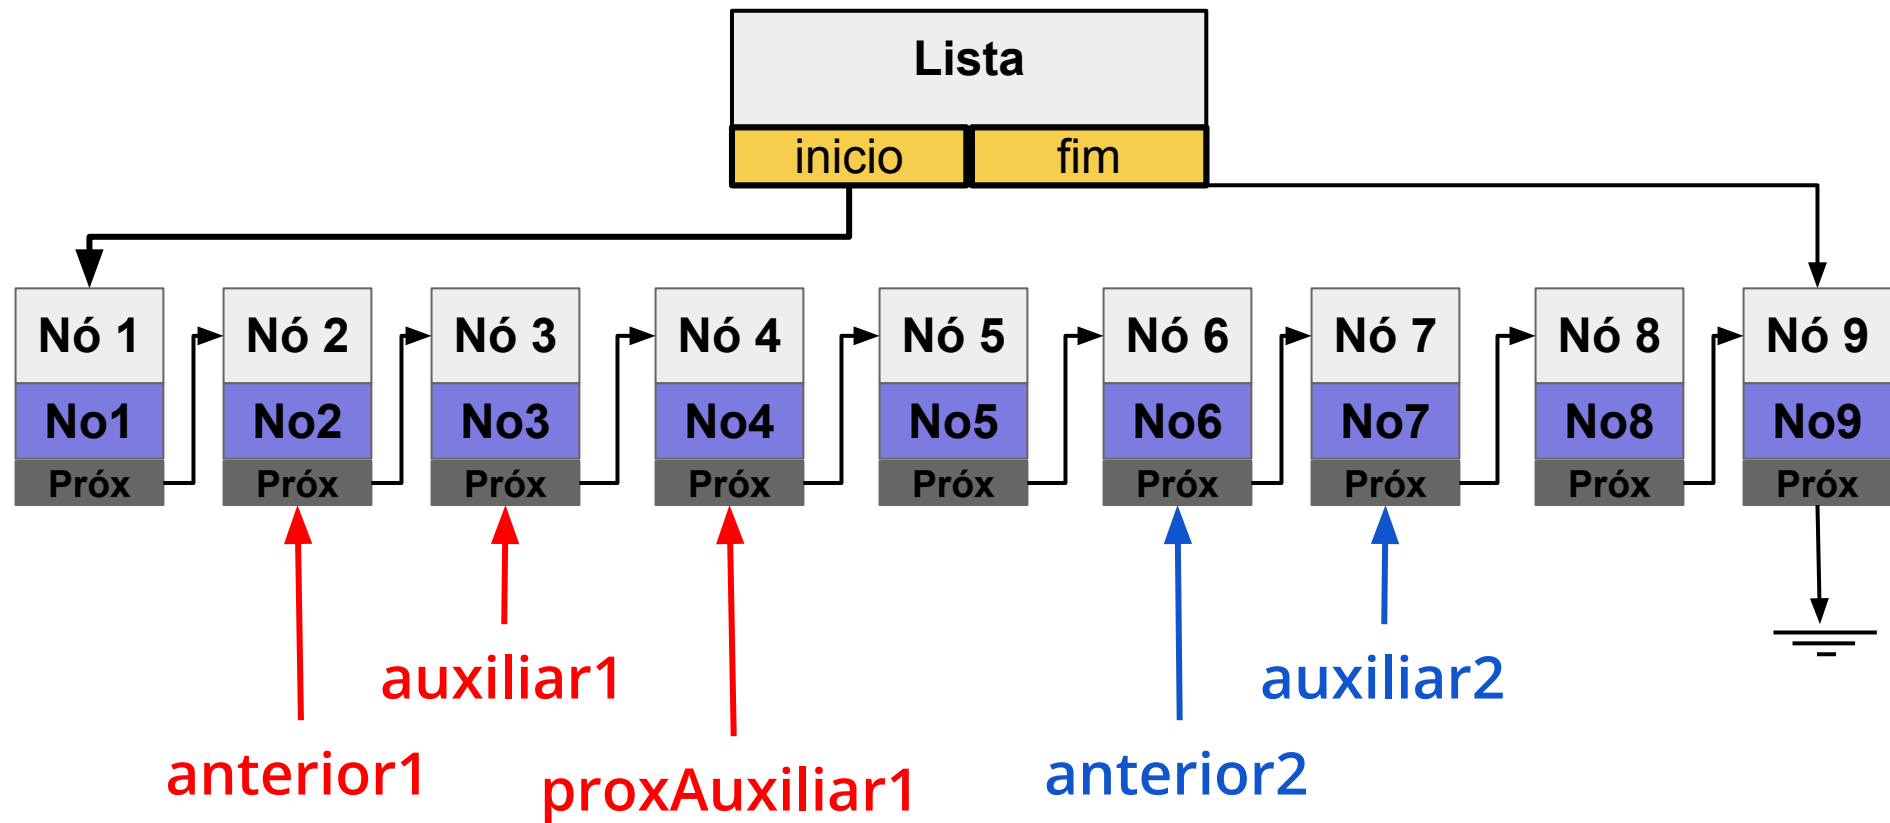 Lista
inicio fim
Nó 1 Nó 2 Nó 3 Nó 4 Nó 5 Nó 6 Nó 7 Nó 8 Nó 9
No1 No2 No3 No4 No5 No6 No7 No8 No9
Próx Próx Próx Próx Próx Próx Próx Próx Próx
auxiliar1 auxiliar2
anterior1 proxAuxiliar1 anterior2